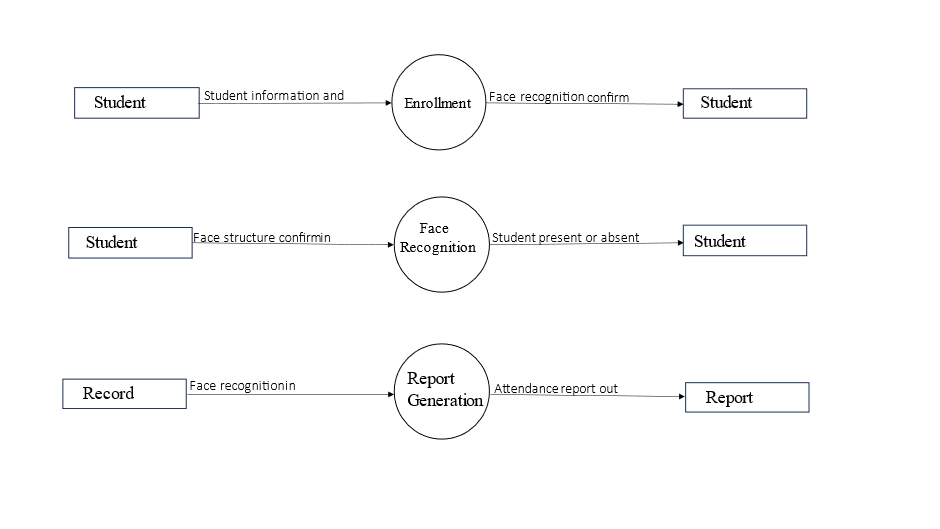 Student
Student information and
Enrollment
Face recognition confirm
Student
Student
Face structure confirmin
Face
Recognition
Student present or absent
Student
Record
Face recognitionin
Report
Generation
Attendance report out
Report